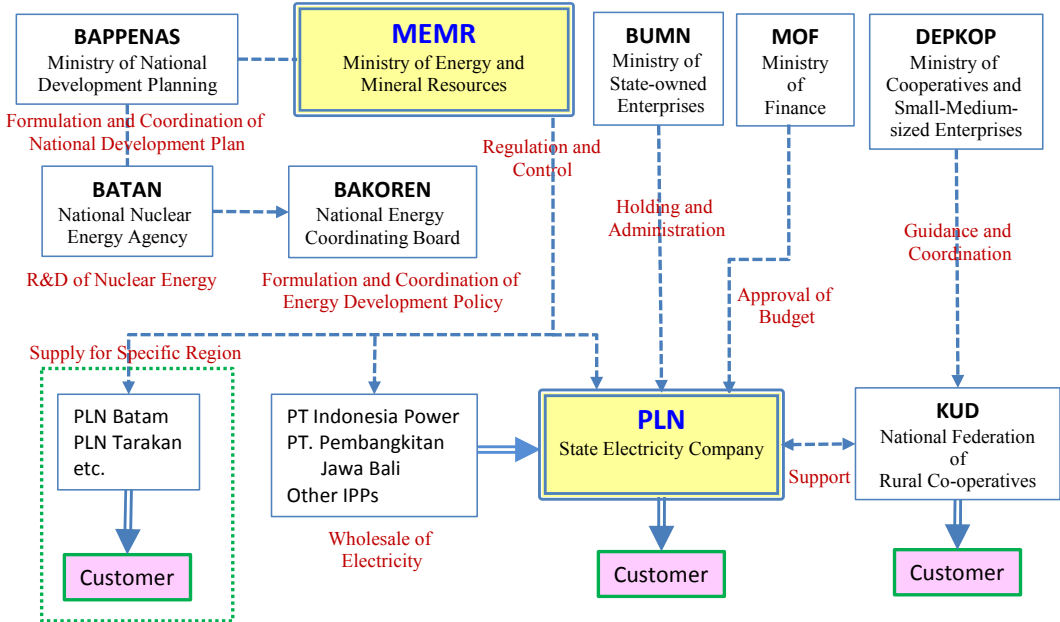 BAPPENAS
Ministry of National
Development Planning
MEMR
Ministry of Energy and
Mineral Resources
BUMN
Ministry of
State-owned
Enterprises
MOF
Ministry
of
Finance
DEPKOP
Ministry of
Cooperatives and
Small-Medium-
sized Enterprises
Formulation and Coordination of
National Development Plan
Regulation and
Control
BATAN
National Nuclear
Energy Agency
BAKOREN
National Energy
Coordinating Board
Holding and
Administration
Guidance and
Coordination
R&D of Nuclear Energy
Formulation and Coordination of
Energy Development Policy
Approval of
Budget
Supply for Specific Region
PLN Batam
PLN Tarakan
etc.
PT Indonesia Power
PT. Pembangkitan
Jawa Bali
Other IPPs
PLN
State Electricity Company
KUD
National Federation
of
Rural Co-operatives
Support
Wholesale of
Electricity
Customer
Customer
Customer